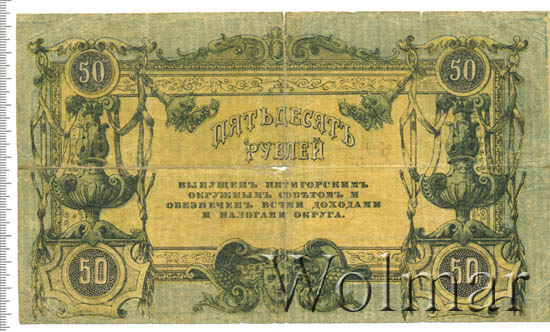 50 50
ПЯТЬДЕСЯТЪ
РУБЛЕЙ
ВЫПУЩЕНЪ ПЯТИГОРСКИМЪ
ОКРУЖНЫМЪ СОВѢТОМЪ И
ОБЕЗПЕЧЕНЪ ВСѢМИ ДОХОДАМИ
И НАЛОГАМИ ОКРУГА.
50 50
Wolmar